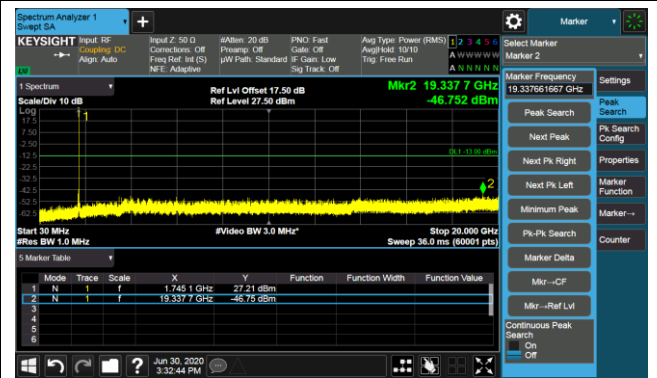 Spectrum Analyzer 1
Swept SA
Marker
KEYSIGHT
Input: RF
Coupling: DC
Align: Auto
Input Z: 50 Ω
Corrections: Off
Freq Ref: Int (S)
NFE: Adaptive
#Atten: 20 dB
Preamp: Off
µW Path: Standard
PNO: Fast
Gate: Off
IF Gain: Low
Sig Track: Off
Avg Type: Power (RMS)
Avg|Hold: 10/10
Trig: Free Run
1 2 3 4 5 6
A W W W W W
A N N N N N
Select Marker
Marker 2
LXI
1 Spectrum
Scale/Div 10 dB
Ref Lvl Offset 17.50 dB
Ref Level 27.50 dBm
Mkr2 19.337 7 GHz
-46.752 dBm
Log
17.5
7.50
-2.50
-12.5
-22.5
-32.5
-42.5
-52.5
-62.5
1
DL1 -13.00 dBm
2
Start 30 MHz
#Res BW 1.0 MHz
#Video BW 3.0 MHz*
Stop 20.000 GHz
Sweep 36.0 ms (60001 pts)
5 Marker Table
Mode Trace Scale X Y Function Function Width Function Value
1 N 1 f 1.745 1 GHz 27.21 dBm
2 N 1 f 19.337 7 GHz -46.75 dBm
3
4
5
6
Marker Frequency
19.337661667 GHz
Peak Search
Next Peak
Next Pk Right
Next Pk Left
Minimum Peak
Pk-Pk Search
Marker Delta
Mkr→CF
Mkr→Ref Lvl
Continuous Peak
Search
On
Off
Settings
Peak
Search
Pk Search
Config
Properties
Marker
Function
Marker→
Counter
?
Jun 30, 2020
3:32:44 PM